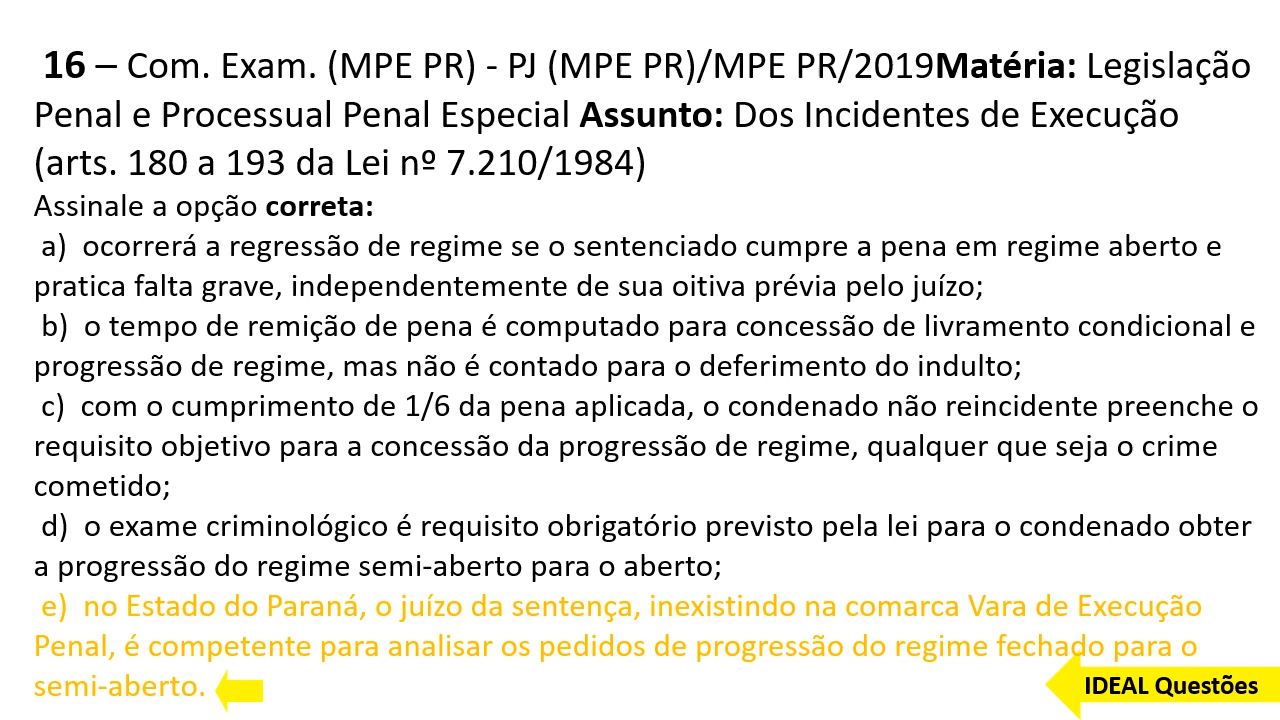 16 – Com. Exam. (MPE PR) - PJ (MPE PR)/MPE PR/2019Matéria: Legislação
Penal e Processual Penal Especial Assunto: Dos Incidentes de Execução
(arts. 180 a 193 da Lei nº 7.210/1984)
Assinale a opção correta:
a) ocorrerá a regressão de regime se o sentenciado cumpre a pena em regime aberto e
pratica falta grave, independentemente de sua oitiva prévia pelo juízo;
b) o tempo de remição de pena é computado para concessão de livramento condicional e
progressão de regime, mas não é contado para o deferimento do indulto;
c) com o cumprimento de 1/6 da pena aplicada, o condenado não reincidente preenche o
requisito objetivo para a concessão da progressão de regime, qualquer que seja o crime
cometido;
d) o exame criminológico é requisito obrigatório previsto pela lei para o condenado obter
a progressão do regime semi-aberto para o aberto;
e) no Estado do Paraná, o juízo da sentença, inexistindo na comarca Vara de Execução
Penal, é competente para analisar os pedidos de progressão do regime fechado para o
semi-aberto.
IDEAL Questões